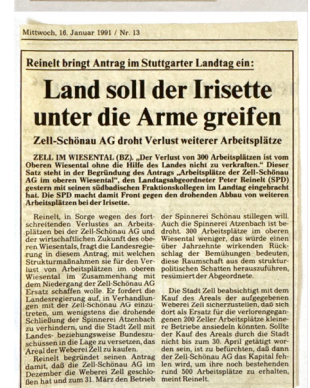 Mittwoch, 16. Januar 1991 / Nr. 13
Reinelt bringt Antrag im Stuttgarter Landtag ein:
Land soll der Irisette
unter die Arme greifen
Zell-Schönau AG droht Verlust weiterer Arbeitsplätze
ZELL IM WIESENTAL (BZ). „Der Verlust von 300 Arbeitsplätzen ist vom
Oberen Wiesental ohne die Hilfe des Landes nicht zu verkraften." Dieser
Satz steht in der Begründung des Antrags „Arbeitsplätze der Zell-Schönau
AG im oberen Wiesental", den der Landtagsabgeordnete Peter Reinelt (SPD)
gestern mit seinen südbadischen Fraktionskollegen im Landtag eingebracht
hat. Die SPD macht damit Front gegen den drohenden Abbau von weiteren
Arbeitsplätzen bei der Irisette.
Reinelt, in Sorge wegen des fort-
schreitenden Verlustes an Arbeits-
plätzen bei der Zell-Schönau AG und
der wirtschaftlichen Zukunft des obe-
ren Wiesentals, fragt die Landesregie-
rung in diesem Antrag, mit welchen
Strukturmaßnahmen sie für den Ver-
lust von Arbeitsplätzen im oberen
Wiesental im Zusammenhang mit
dem Niedergang der Zell-Schönau AG
Ersatz schaffen wolle. Er fordert die
Landesregierung auf, in Verhandlun-
gen mit der Zell-Schönau AG einzu-
treten, um wenigstens die drohende
Schließung der Spinnerei Atzenbach
zu verhindern, und die Stadt Zell mit
Landes- beziehungsweise Bundeszu-
schüssen in die Lage zu versetzen, das
Areal der Weberei Zell zu kaufen.
Reinelt begründet seinen Antrag
damit, daß die Zell-Schönau AG im
Dezember die Weberei Zell geschlos-
sen hat und zum 31. März den Betrieb
der Spinnerei Schönau stillegen will.
Auch die Spinnerei Atzenbach ist be-
droht. 300 Arbeitsplätze im oberen
Wiesental weniger, das würde einen
über Jahrzehnte wirkenden Rück-
schlag der Bemühungen bedeuten,
diese Raumschaft aus dem struktur-
politischen Schatten herauszuführen,
resümiert der Abgeordnete.
Die Stadt Zell beabsichtigt mit dem
Kauf des Areals der aufgegebenen
Weberei Zell sicherzustellen, daß sich
dort als Ersatz für die verlorengegan-
genen 200 Zeller Arbeitsplätze kleine-
re Betriebe ansiedeln könnten. Sollte
der Kauf des Areals durch die Stadt
nicht bis zum 30. April getätigt wor-
den sein, ist zu befürchten, daß dann
der Zell-Schönau AG das Kapital feh-
len wird, um ihre noch bestehenden
rund 200 Arbeitsplätze zu erhalten,
meint Reinelt.